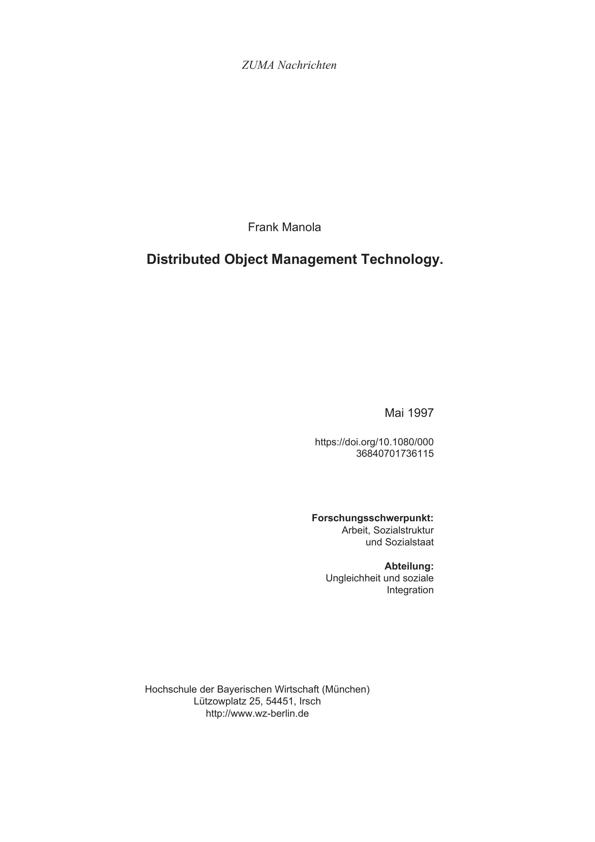 ZUMA Nachrichten
Frank Manola
Distributed Object Management Technology.
Mai 1997
https://doi.org/10.1080/000
36840701736115
Forschungsschwerpunkt:
Arbeit, Sozialstruktur
und Sozialstaat
Abteilung:
Ungleichheit und soziale
Integration
Hochschule der Bayerischen Wirtschaft (München)
Lützowplatz 25, 54451, Irsch
http://www.wz-berlin.de